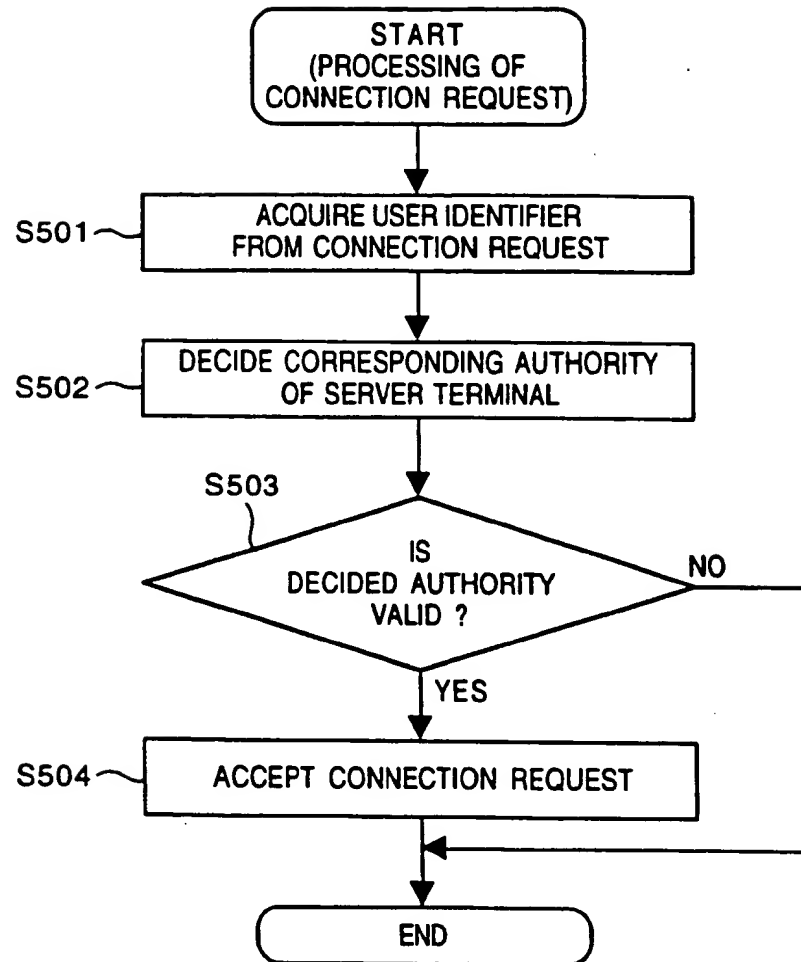 START
(PROCESSING OF
CONNECTION REQUEST)
S501
ACQUIRE USER IDENTIFIER
FROM CONNECTION REQUEST
S502
DECIDE CORRESPONDING AUTHORITY
OF SERVER TERMINAL
S503
IS
DECIDED AUTHORITY
VALID ?
NO
YES
S504
ACCEPT CONNECTION REQUEST
END